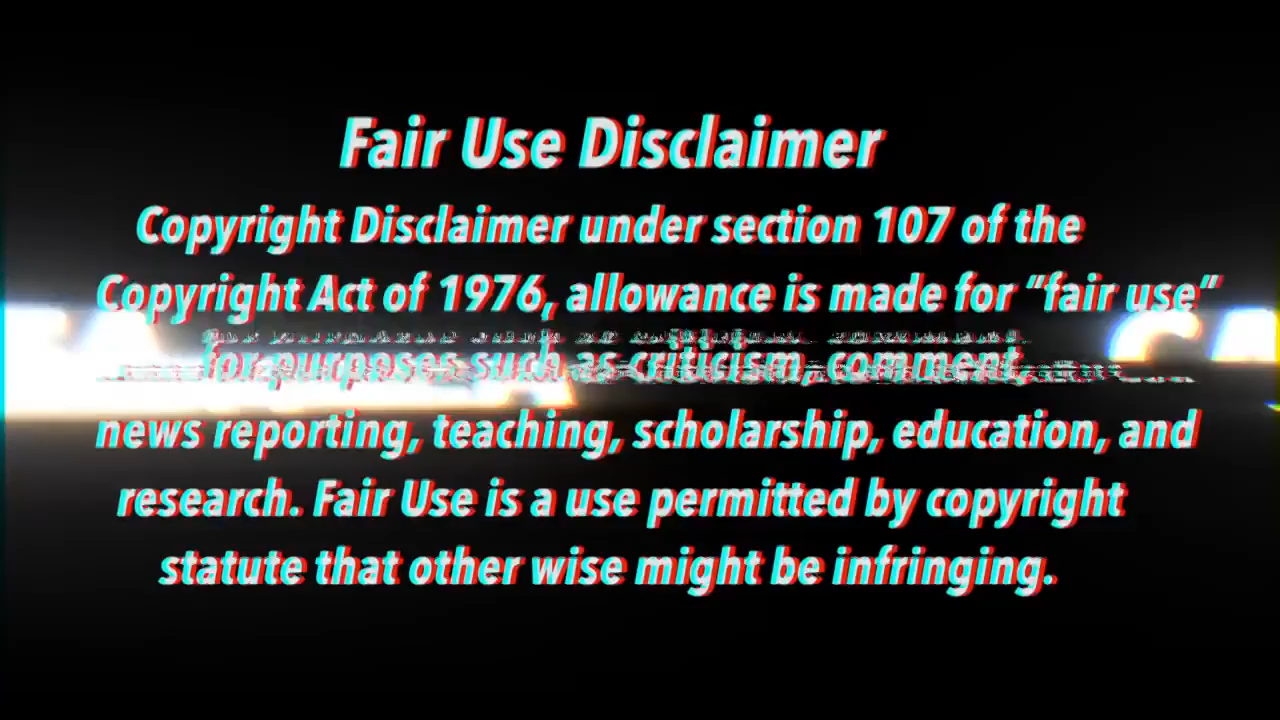 Fair Use Disclaimer
Copyright Disclaimer under section 107 of the
Copyright Act of 1976, allowance is made for “fair use”
for purposes such as criticism, comment,
news reporting, teaching, scholarship, education, and
research. Fair Use is a use permitted by copyright
statute that other wise might be infringing.